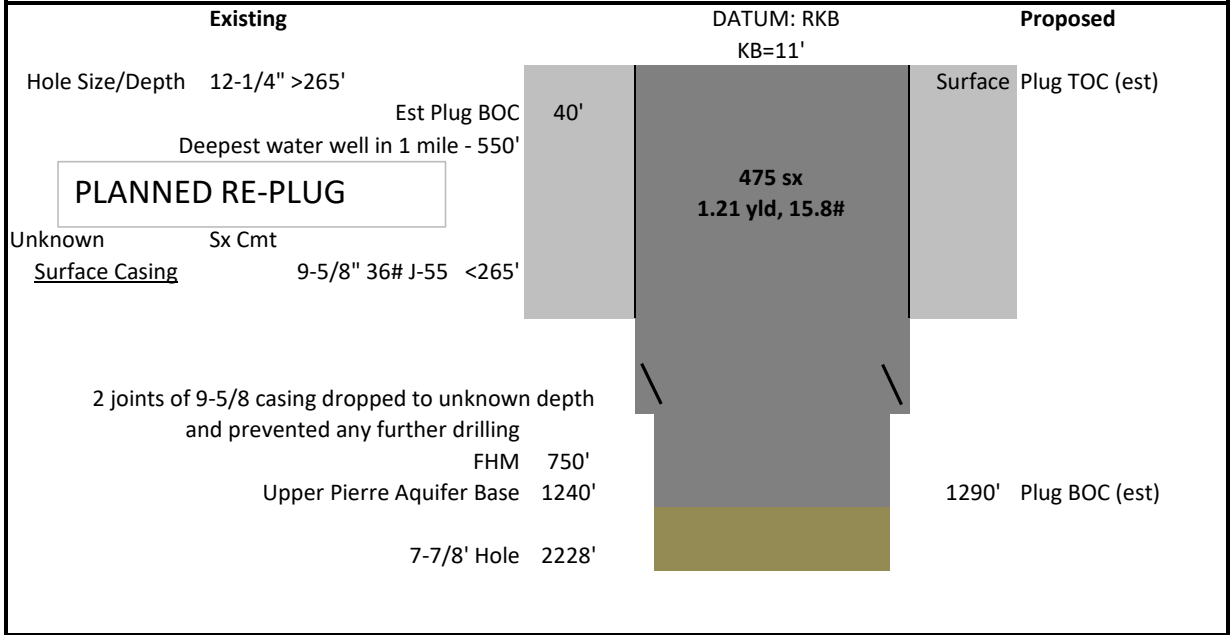 Existing DATUM: RKB Proposed
KB=11'
Hole Size/Depth 12-1/4" >265' Surface Plug TOC (est)
Est Plug BOC 40'
Deepest water well in 1 mile - 550'
475 sx
PLANNED RE-PLUG
1.21 yld, 15.8#
Unknown Sx Cmt
Surface Casing 9-5/8" 36# J-55 <265'
2 joints of 9-5/8 casing dropped to unknown depth
and prevented any further drilling
FHM 750'
Upper Pierre Aquifer Base 1240' 1290' Plug BOC (est)
7-7/8' Hole 2228'